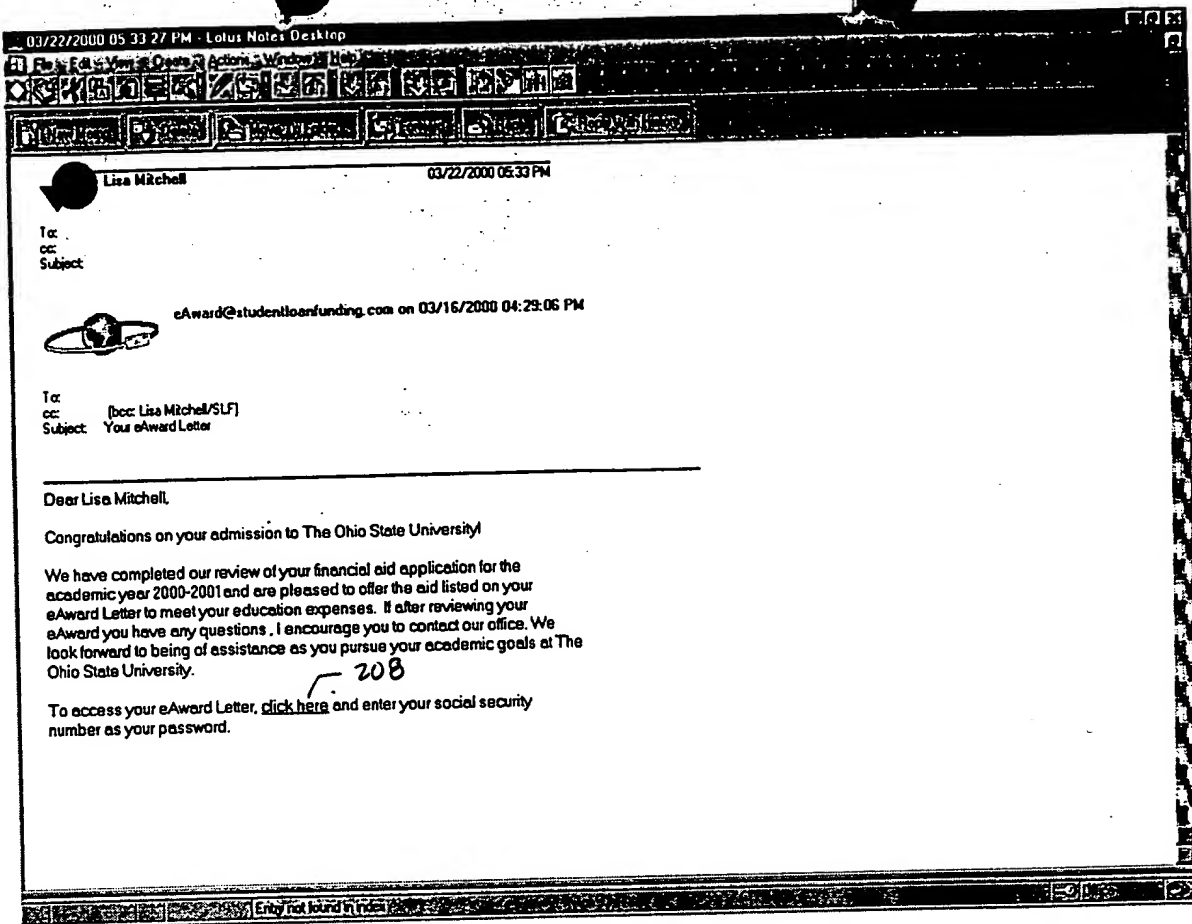 03/22/2000 05 33 27 PM - Lotus Notes Desktop
File Edit View Create Actions Window Help
Lisa Mitchell 03/22/2000 05:33 PM
To:
cc:
Subject:
eAward@studentloanfunding.com on 03/16/2000 04:29:06 PM
To:
cc: (bcc: Lisa Mitchell/SLF)
Subject: Your eAward Letter
Dear Lisa Mitchell,
Congratulations on your admission to The Ohio State University!
We have completed our review of your financial aid application for the
academic year 2000-2001 and are pleased to offer the aid listed on your
eAward Letter to meet your education expenses. If after reviewing your
eAward you have any questions , I encourage you to contact our office. We
look forward to being of assistance as you pursue your academic goals at The
Ohio State University.
208
To access your eAward Letter, click here and enter your social security
number as your password.
Entry not found in index